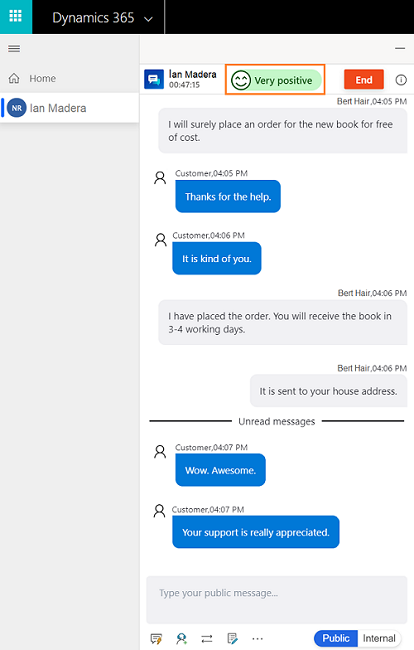 Dynamics 365
Home
NR Ian Madera
Ian Madera
00:47:15
Very positive
End
Bert Hair,04:05 PM
I will surely place an order for the new book for free
of cost.
Customer,04:05 PM
Thanks for the help.
Customer,04:06 PM
It is kind of you.
Bert Hair,04:06 PM
I have placed the order. You will receive the book in
3-4 working days.
Bert Hair,04:06 PM
It is sent to your house address.
Unread messages
Customer,04:07 PM
Wow. Awesome.
Customer,04:07 PM
Your support is really appreciated.
Type your public message...
Public Internal